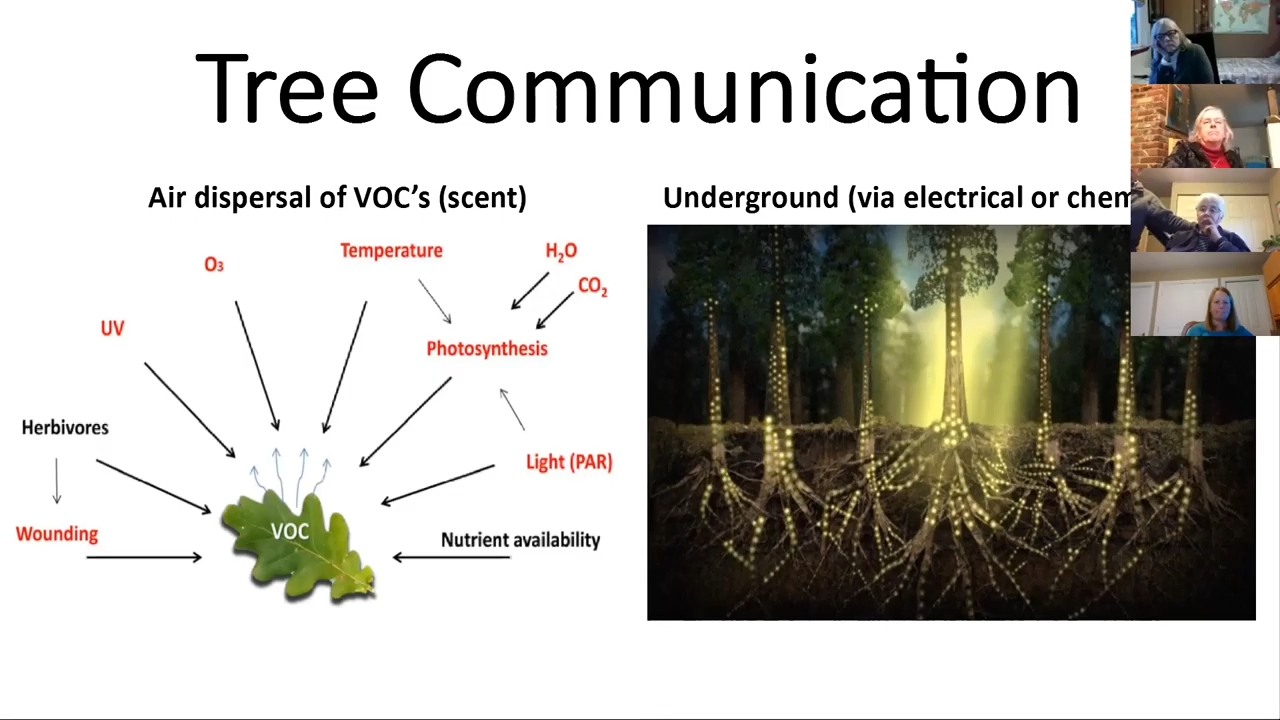 Tree Communication
Air dispersal of VOC's (scent)
Underground (via electrical or chem
O3
Temperature
H2O
CO2
UV
Photosynthesis
Herbivores
Light (PAR)
Wounding
VOC
Nutrient availability